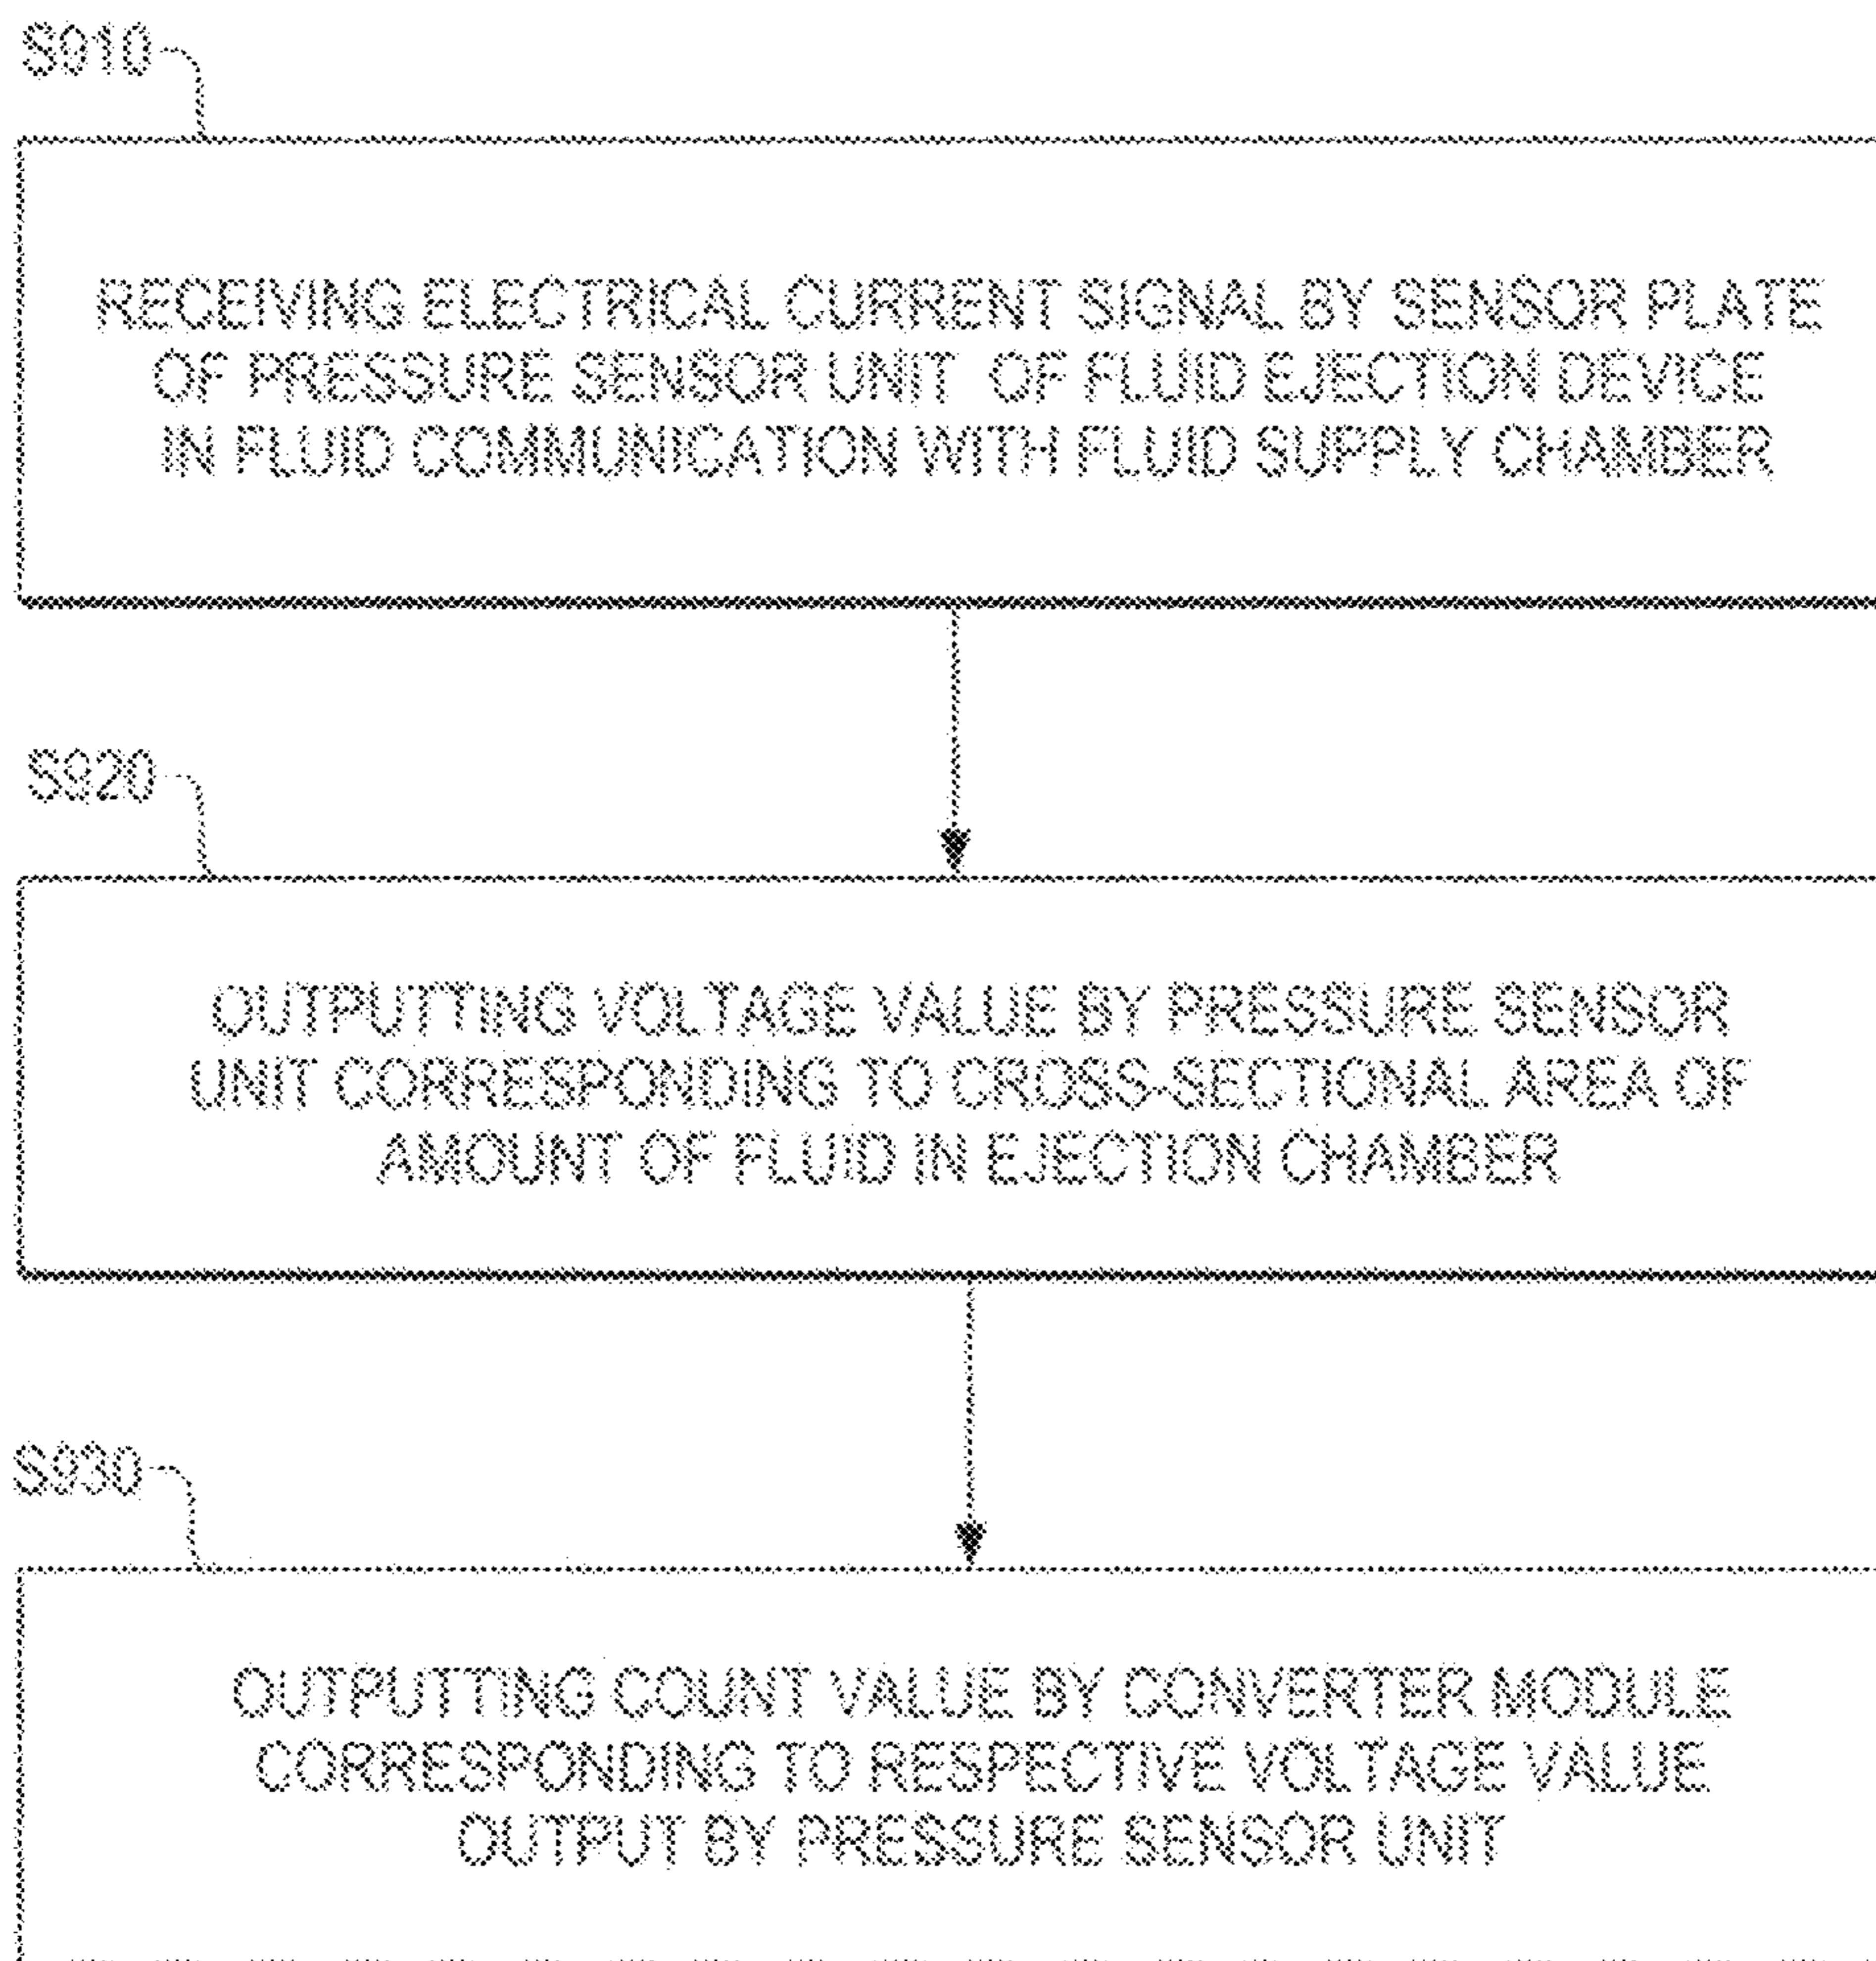 S910
RECEIVING ELECTRICAL CURRENT SIGNAL BY SENSOR PLATE
OF PRESSURE SENSOR UNIT OF FLUID EJECTION DEVICE
IN FLUID COMMUNICATION WITH FLUID SUPPLY CHAMBER
S920
OUTPUTTING VOLTAGE VALUE BY PRESSURE SENSOR
UNIT CORRESPONDING TO CROSS-SECTIONAL AREA OF
AMOUNT OF FLUID IN EJECTION CHAMBER
S930
OUTPUTTING COUNT VALUE BY CONVERTER MODULE
CORRESPONDING TO RESPECTIVE VOLTAGE VALUE
OUTPUT BY PRESSURE SENSOR UNIT